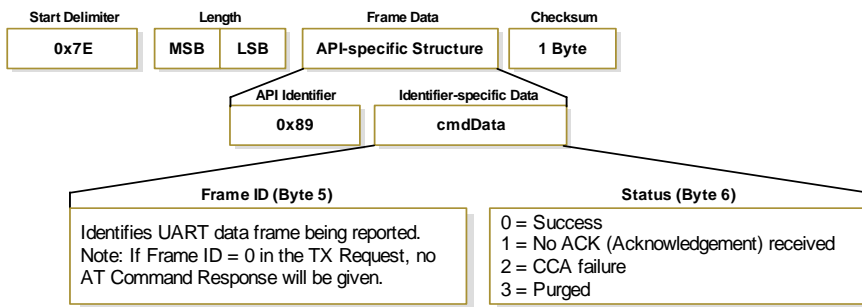 Start Delimiter
Length
Frame Data
Checksum
0x7E
MSB
LSB
API-specific Structure
1 Byte
API Identifier
Identifier-specific Data
0x89
cmdData
Frame ID (Byte 5)
Status (Byte 6)
Identifies UART data frame being reported.
Note: If Frame ID = 0 in the TX Request, no
AT Command Response will be given.
0 = Success
1 = No ACK (Acknowledgement) received
2 = CCA failure
3 = Purged